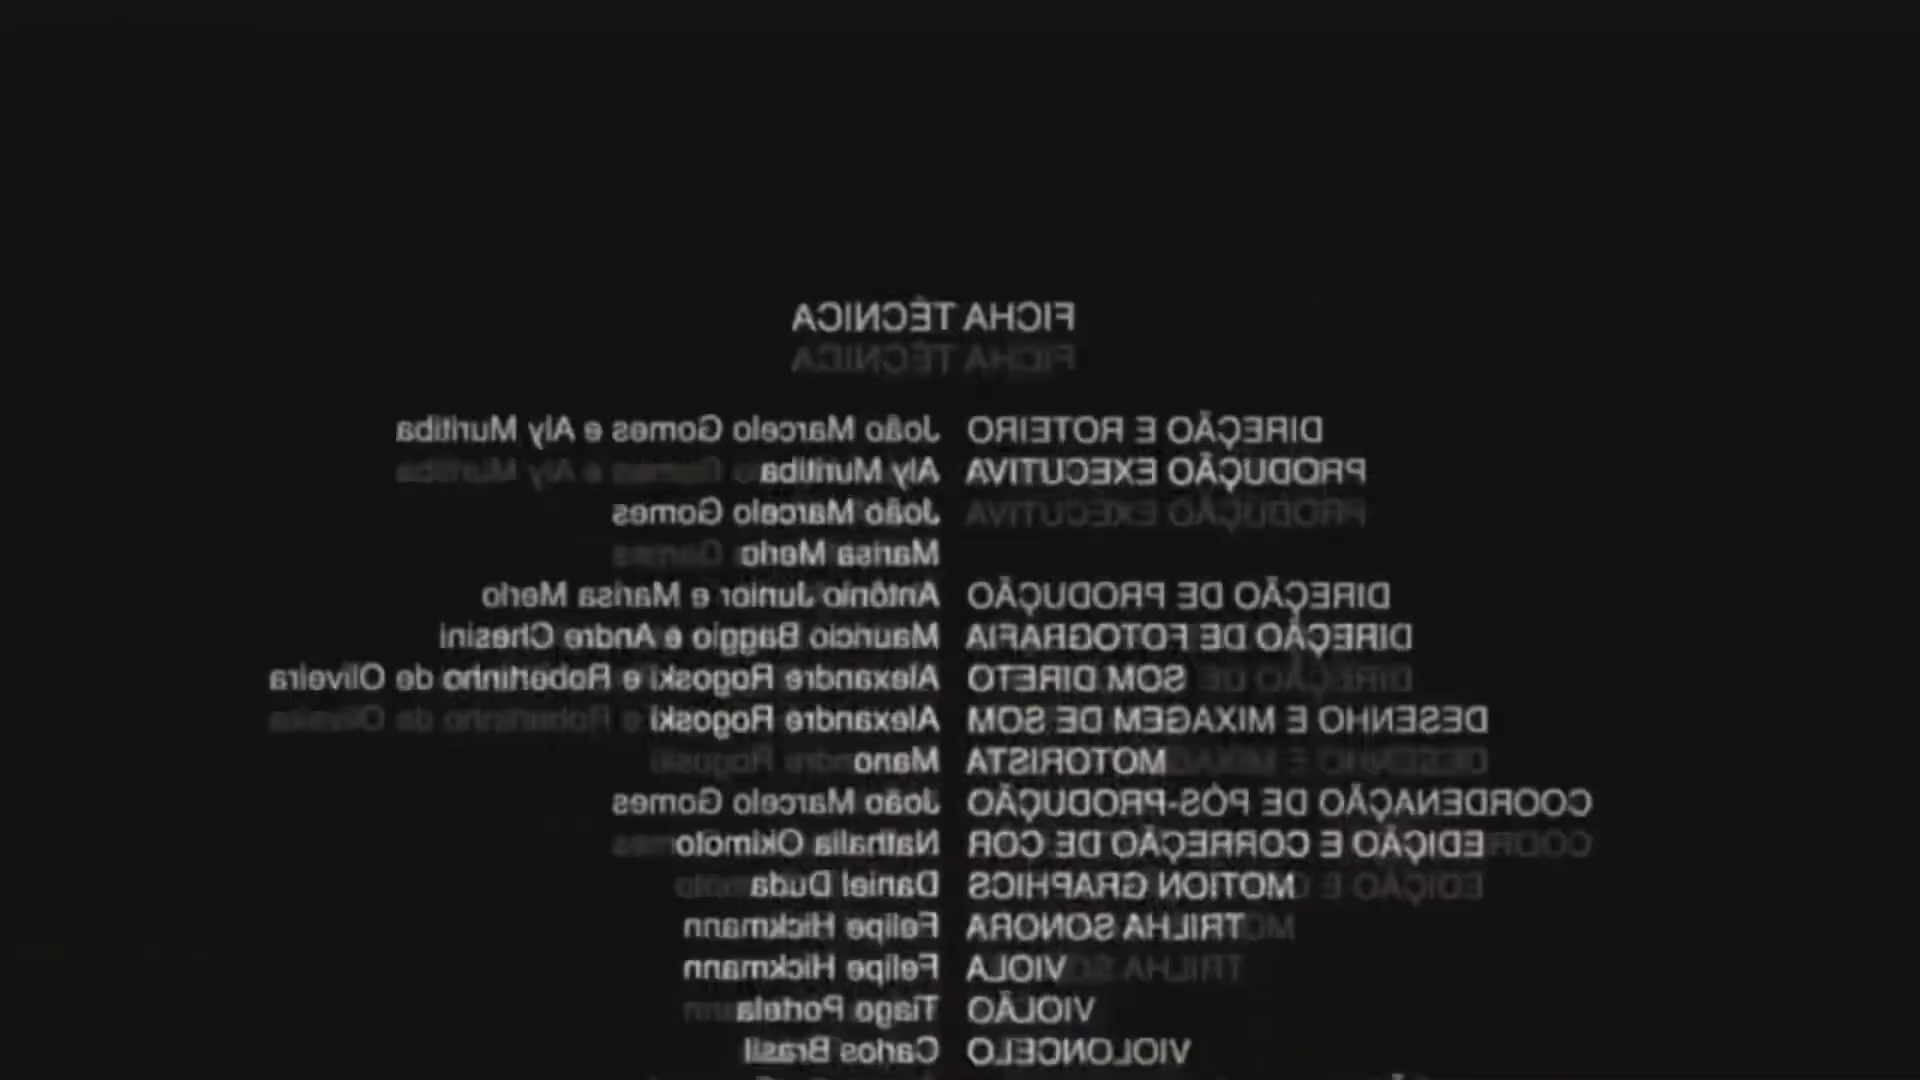 FICHA TÉCNICA
DIREÇÃO E ROTEIRO João Marcelo Gomes e Aly Muritiba
PRODUÇÃO EXECUTIVA Aly Muritiba
João Marcelo Gomes
Marisa Merlo
DIREÇÃO DE PRODUÇÃO Antônio Junior e Marisa Merlo
DIREÇÃO DE FOTOGRAFIA Mauricio Baggio e Andre Chesini
SOM DIRETO Alexandre Rogoski e Robertinho de Oliveira
DESENHO E MIXAGEM DE SOM Alexandre Rogoski
MOTORISTA Mano
COORDENAÇÃO DE PÓS-PRODUÇÃO João Marcelo Gomes
EDIÇÃO E CORREÇÃO DE COR Nathalia Okimoto
MOTION GRAPHICS Daniel Duda
TRILHA SONORA Felipe Hickmann
VIOLA Felipe Hickmann
VIOLÃO Tiago Portela
VIOLONCELO Carlos Brasil